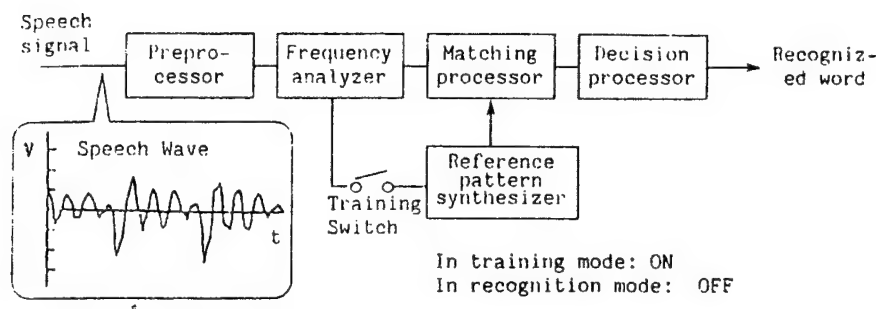 Speech
signal
Prepro-
cessor
Frequency
analyzer
Matching
processor
Decision
processor
Recogniz-
ed word
V
Speech Wave
t
Training
Switch
Reference
pattern
synthesizer
In training mode: ON
In recognition mode: OFF